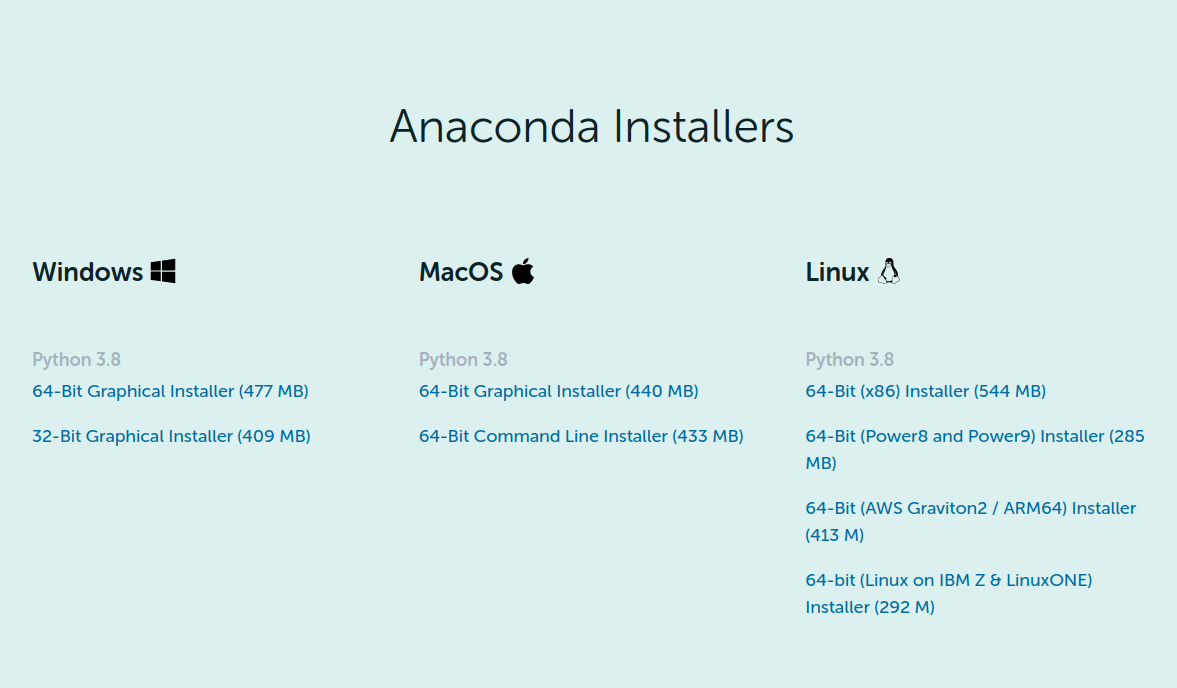 Anaconda Installers
Windows
Python 3.8
64-Bit Graphical Installer (477 MB)
32-Bit Graphical Installer (409 MB)
MacOS
Python 3.8
64-Bit Graphical Installer (440 MB)
64-Bit Command Line Installer (433 MB)
Linux
Python 3.8
64-Bit (x86) Installer (544 MB)
64-Bit (Power8 and Power9) Installer (285
MB)
64-Bit (AWS Graviton2 / ARM64) Installer
(413 M)
64-bit (Linux on IBM Z & LinuxONE)
Installer (292 M)